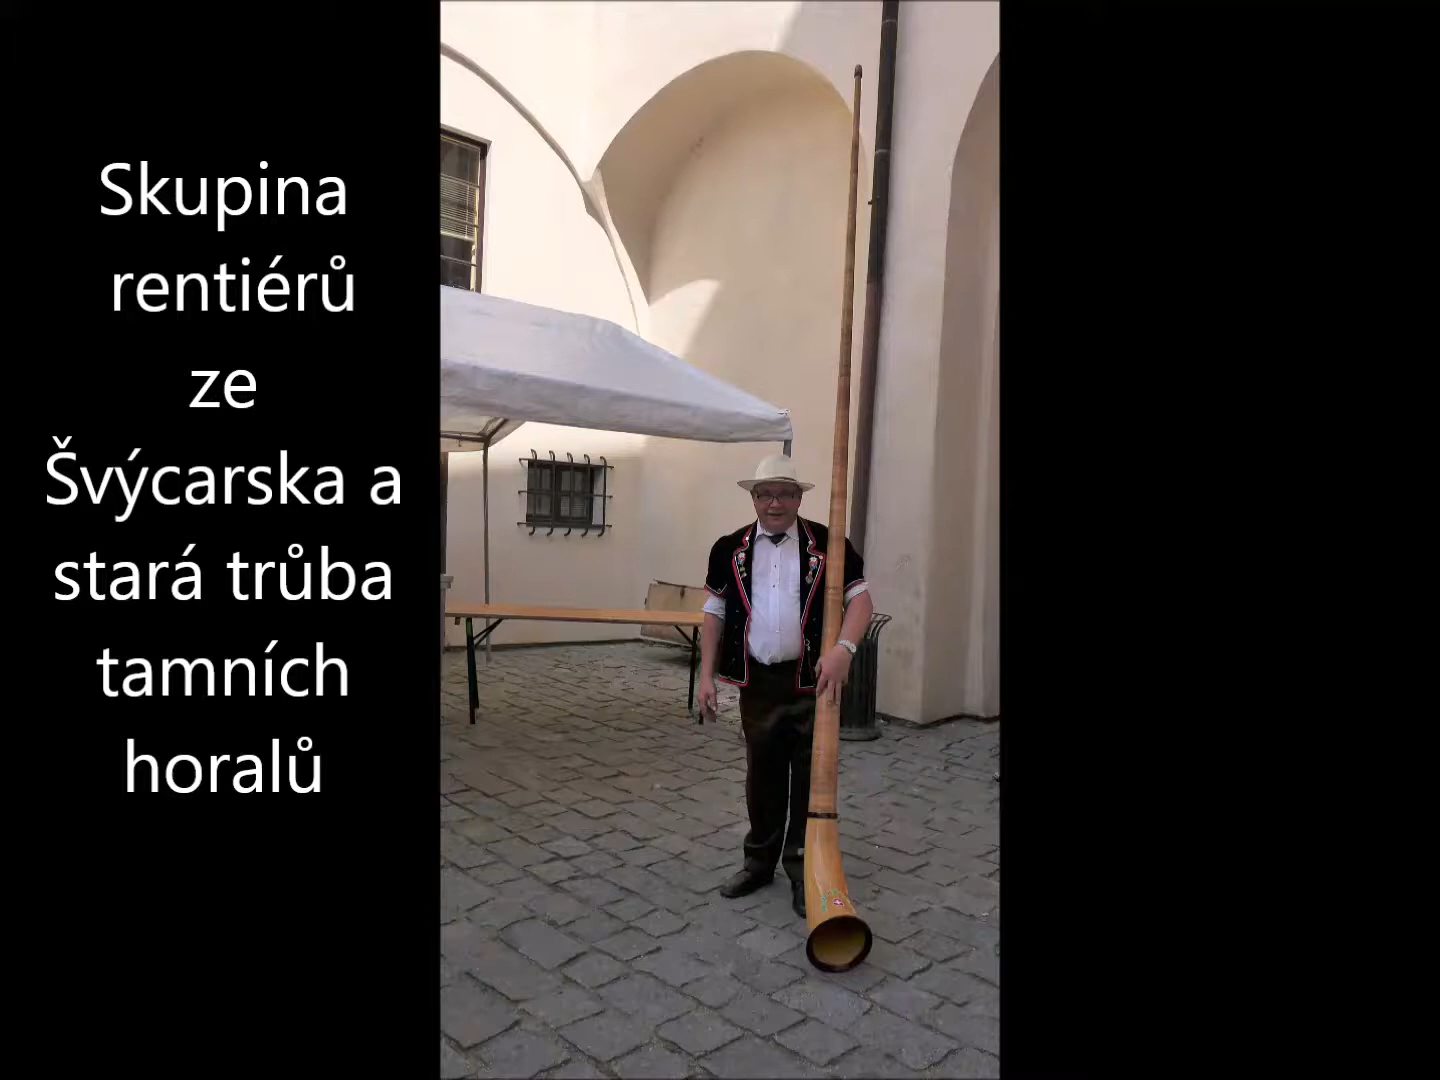 Skupina
rentiérů
ze
Švýcarska a
stará trůba
tamních
horalů